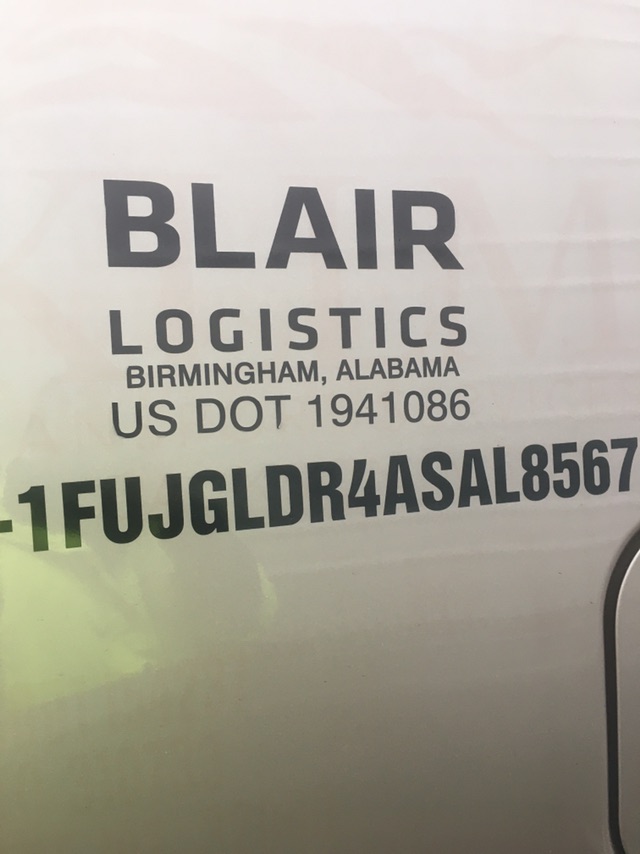 BLAIR
LOGISTICS
BIRMINGHAM, ALABAMA
US DOT 1941086
-1FUJGLDR4ASAL8567